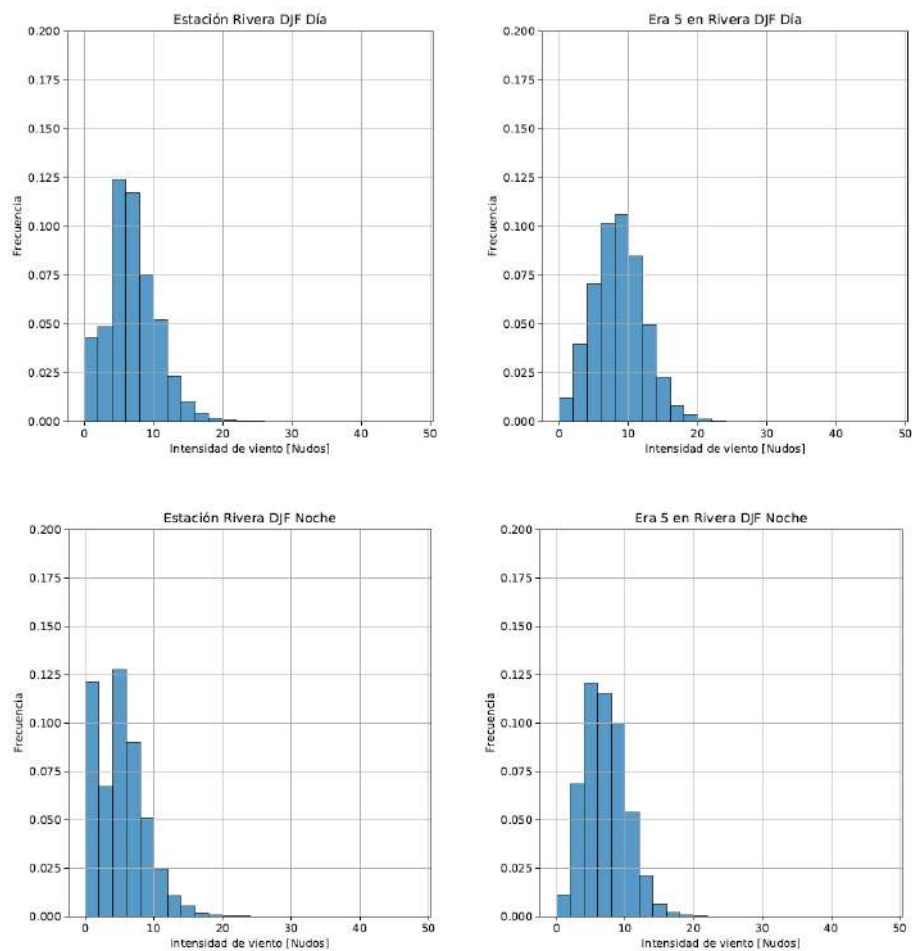 Estación Rivera DJF Día
0.200
0.175
0.150
0.125
0.100
0.075
0.050
0.025
0.000
Frecuencia
0 10 20 30 40 50
Intensidad de viento [Nudos]
Era 5 en Rivera DJF Día
0.200
0.175
0.150
0.125
0.100
0.075
0.050
0.025
0.000
Frecuencia
0 10 20 30 40 50
Intensidad de viento [Nudos]
Estación Rivera DJF Noche
0.200
0.175
0.150
0.125
0.100
0.075
0.050
0.025
0.000
Frecuencia
0 10 20 30 40 50
Intensidad de viento [Nudos]
Era 5 en Rivera DJF Noche
0.200
0.175
0.150
0.125
0.100
0.075
0.050
0.025
0.000
Frecuencia
0 10 20 30 40 50
Intensidad de viento [Nudos]